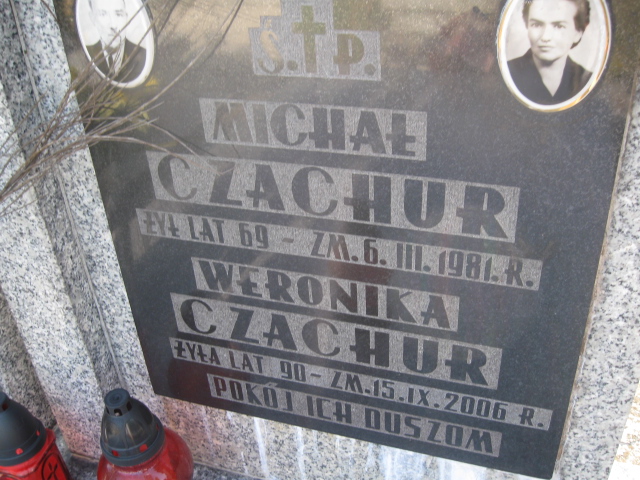 Ś.†P.
MICHAŁ
CZACHUR
ŻYŁ LAT 69 - ZM. 6. III. 1981. R.
WERONIKA
CZACHUR
ŻYŁA LAT 90 - ZM. 15. IX. 2006 R.
POKÓJ ICH DUSZOM